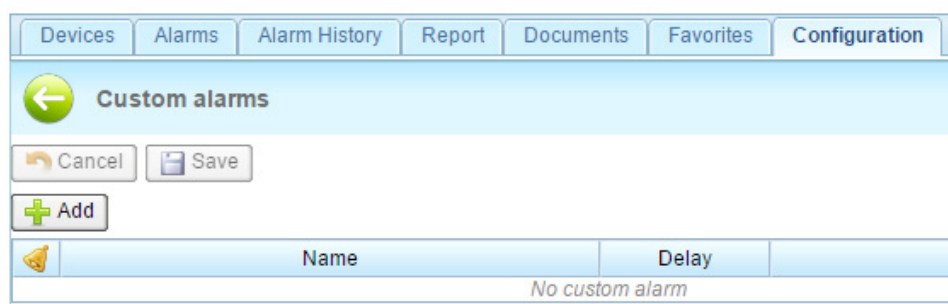 Devices Alarms Alarm History Report Documents Favorites Configuration
Custom alarms
Cancel Save
Add
Name Delay
No custom alarm